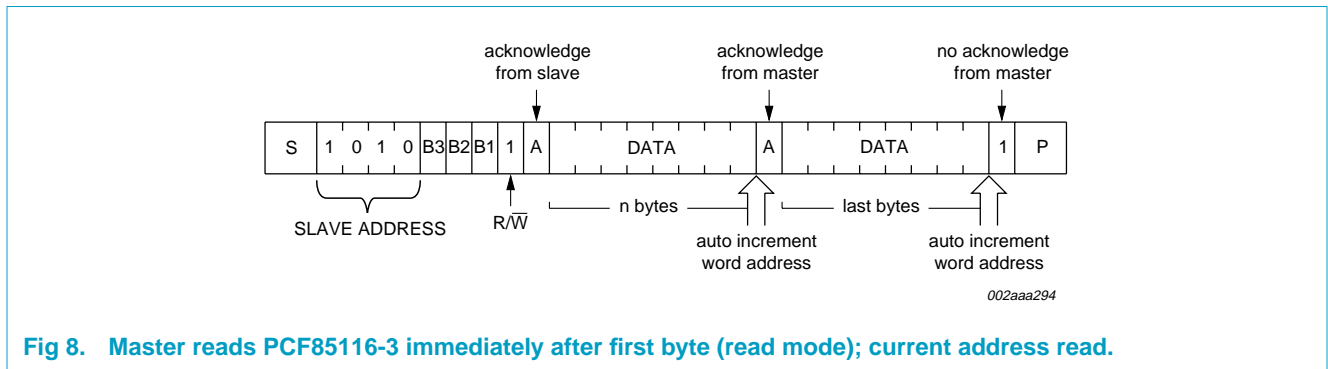 acknowledge from slave
acknowledge from master
no acknowledge from master
S 1 0 1 0 B3 B2 B1 1 A DATA A DATA 1 P
SLAVE ADDRESS
R/W̅
n bytes
auto increment word address
last bytes
auto increment word address
002aaa294
Fig 8. Master reads PCF85116-3 immediately after first byte (read mode); current address read.